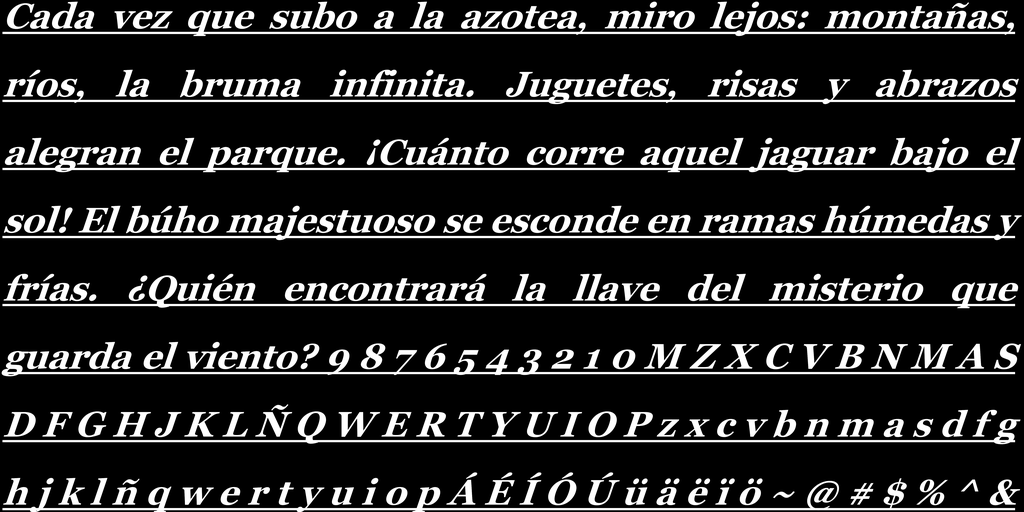 Cada vez que subo a la azotea, miro lejos: montañas,
ríos, la bruma infinita. Juguetes, risas y abrazos
alegran el parque. ¡Cuánto corre aquel jaguar bajo el
sol! El búho majestuoso se esconde en ramas húmedas y
frías. ¿Quién encontrará la llave del misterio que
guarda el viento? 9 8 7 6 5 4 3 2 1 0 M Z X C V B N M A S
D F G H J K L Ñ Q W E R T Y U I O P z x c v b n m a s d f g
h j k l ñ q w e r t y u i o p Á É Í Ó Ú ü ä ë ï ö ~ @ # $ % ^ &